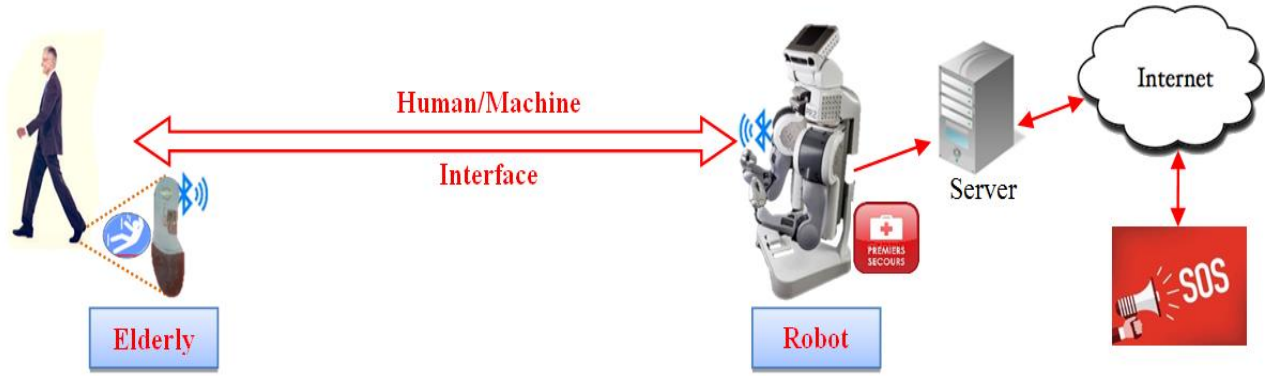 Human/Machine
Interface
Elderly
Robot
PREMIERS
SECOURS
Server
Internet
SOS